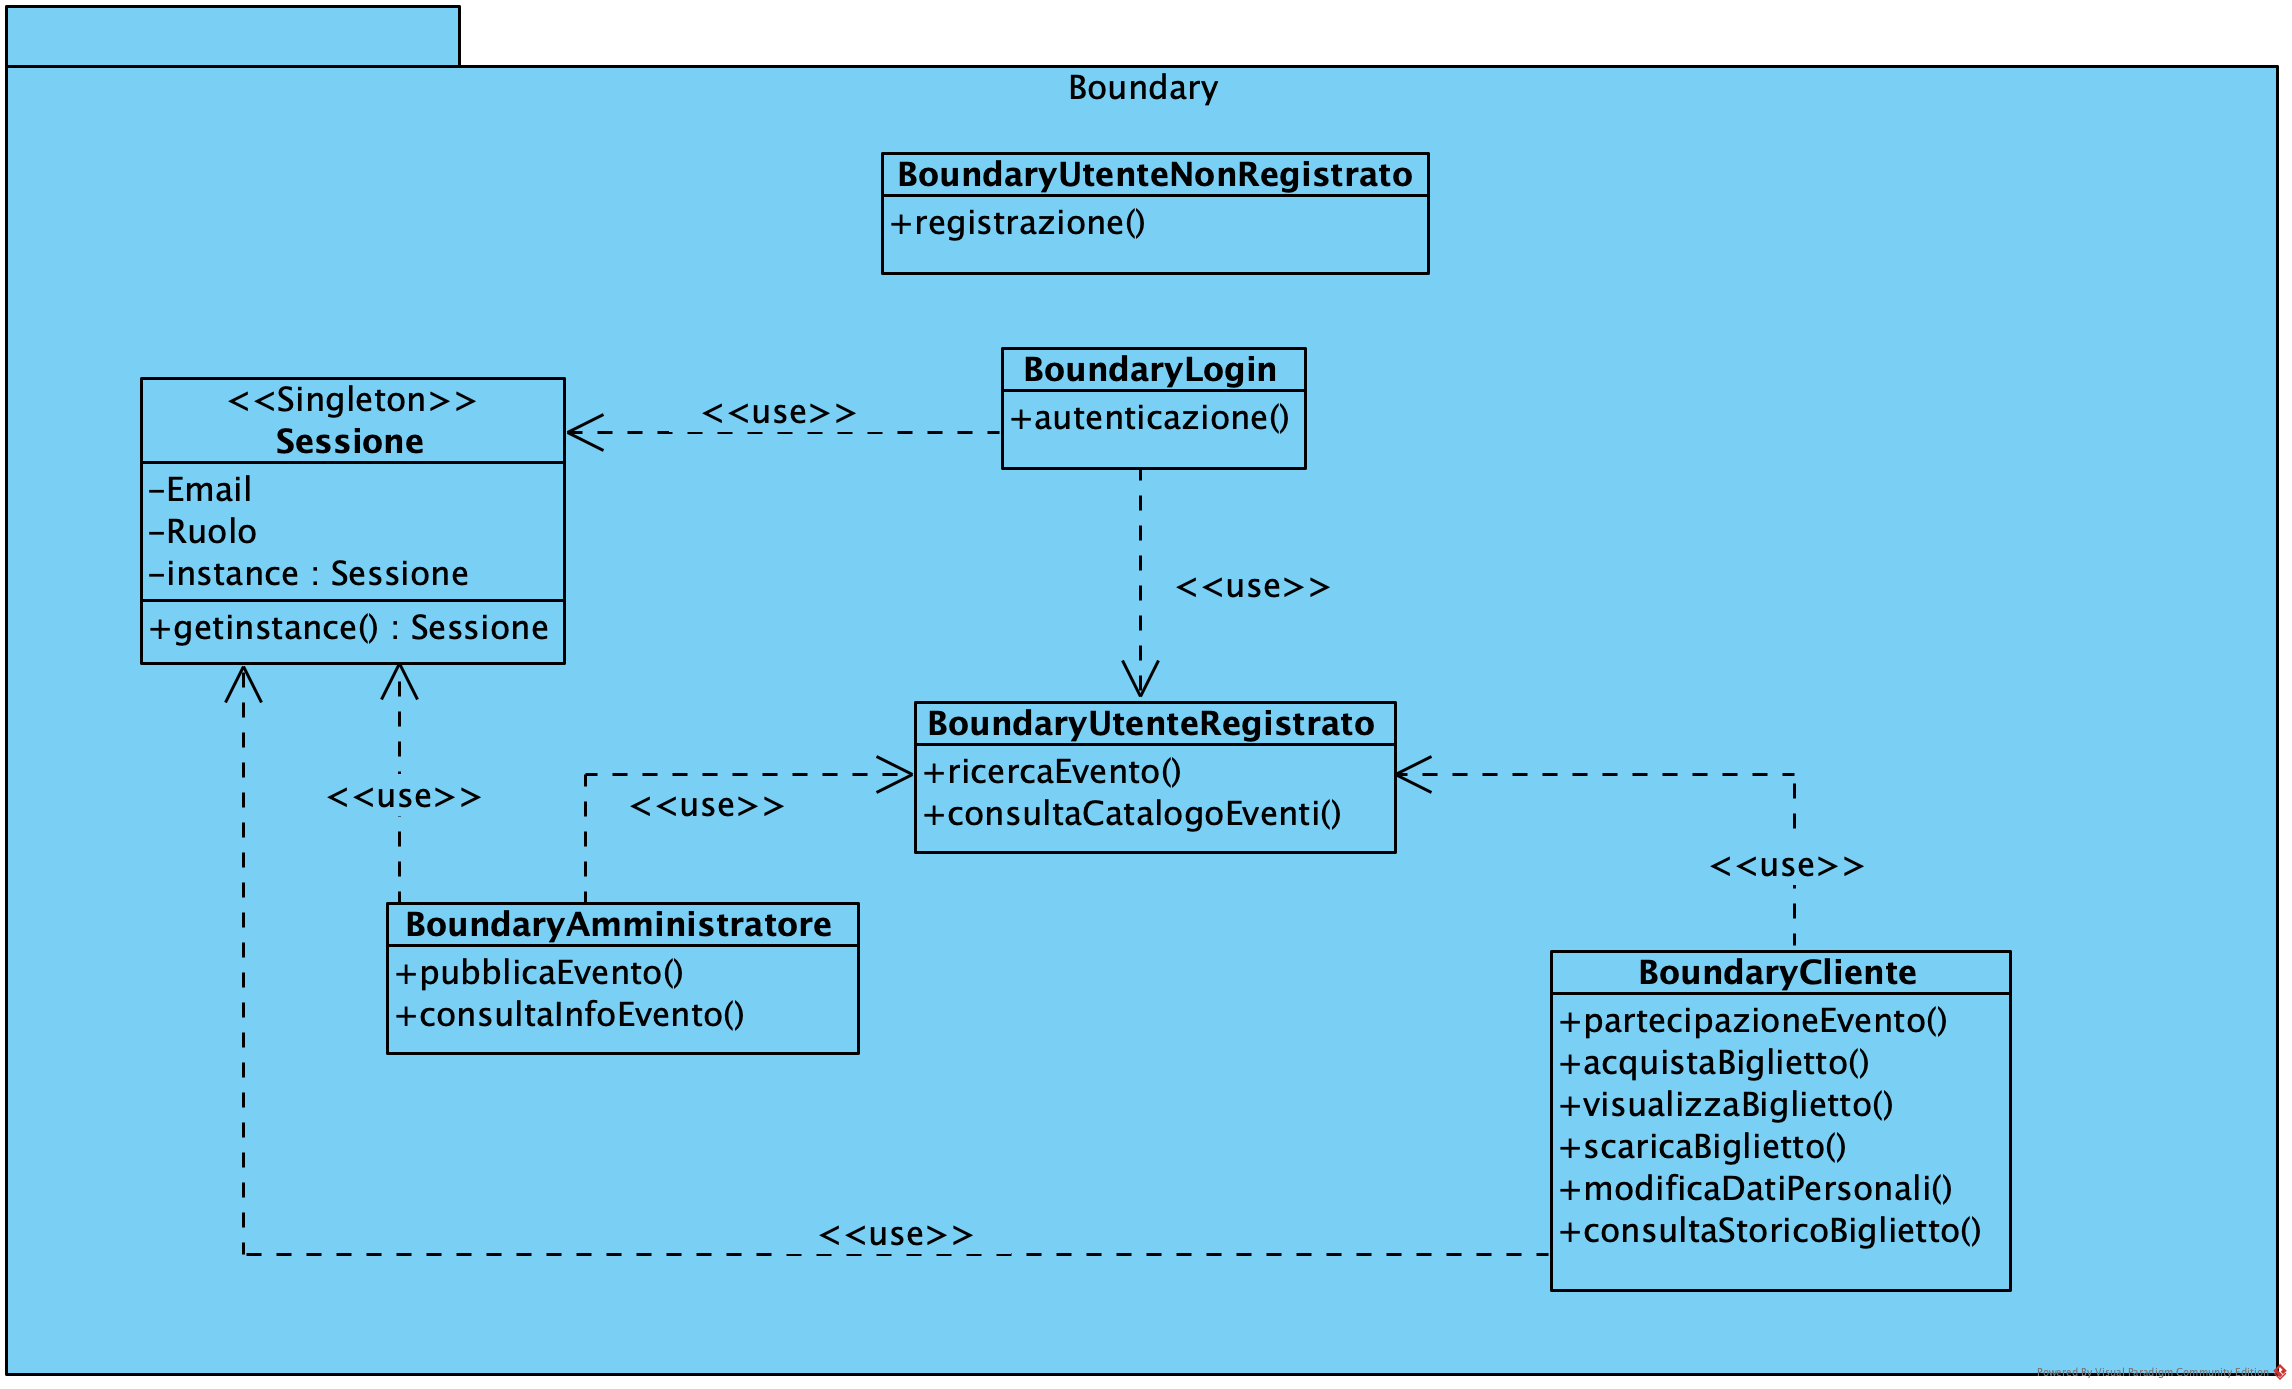 Boundary
BoundaryUtenteNonRegistrato
+registrazione()
BoundaryLogin
+autenticazione()
<<use>>
<<Singleton>>
Sessione
-Email
-Ruolo
-instance : Sessione
+getinstance() : Sessione
<<use>>
BoundaryUtenteRegistrato
+ricercaEvento()
+consultaCatalogoEventi()
<<use>>
<<use>>
<<use>>
BoundaryAmministratore
+pubblicaEvento()
+consultaInfoEvento()
BoundaryCliente
+partecipazioneEvento()
+acquistaBiglietto()
+visualizzaBiglietto()
+scaricaBiglietto()
+modificaDatiPersonali()
+consultaStoricoBiglietto()
<<use>>
Powered By Visual Paradigm Community Edition